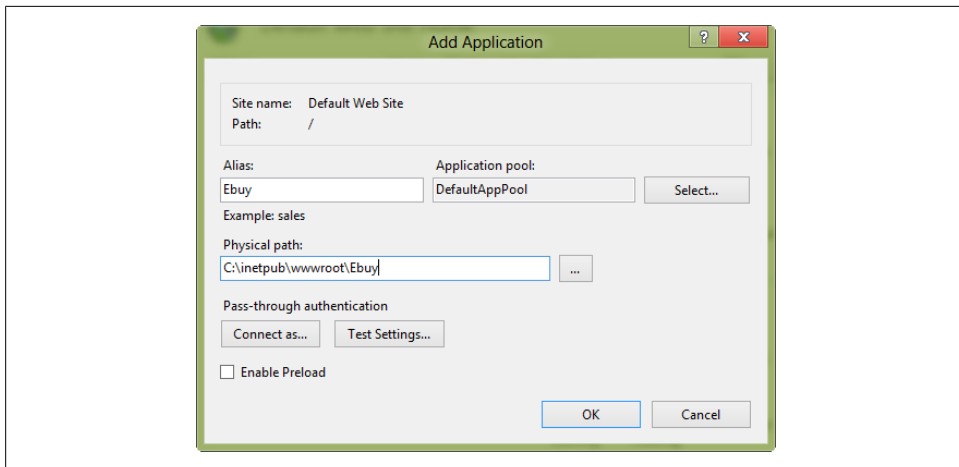 Add Application
?
x
Site name: Default Web Site
Path: /
Alias: Application pool:
Ebuy DefaultAppPool Select...
Example: sales
Physical path:
C:\inetpub\wwwroot\Ebuy ...
Pass-through authentication
Connect as... Test Settings...
Enable Preload
OK Cancel